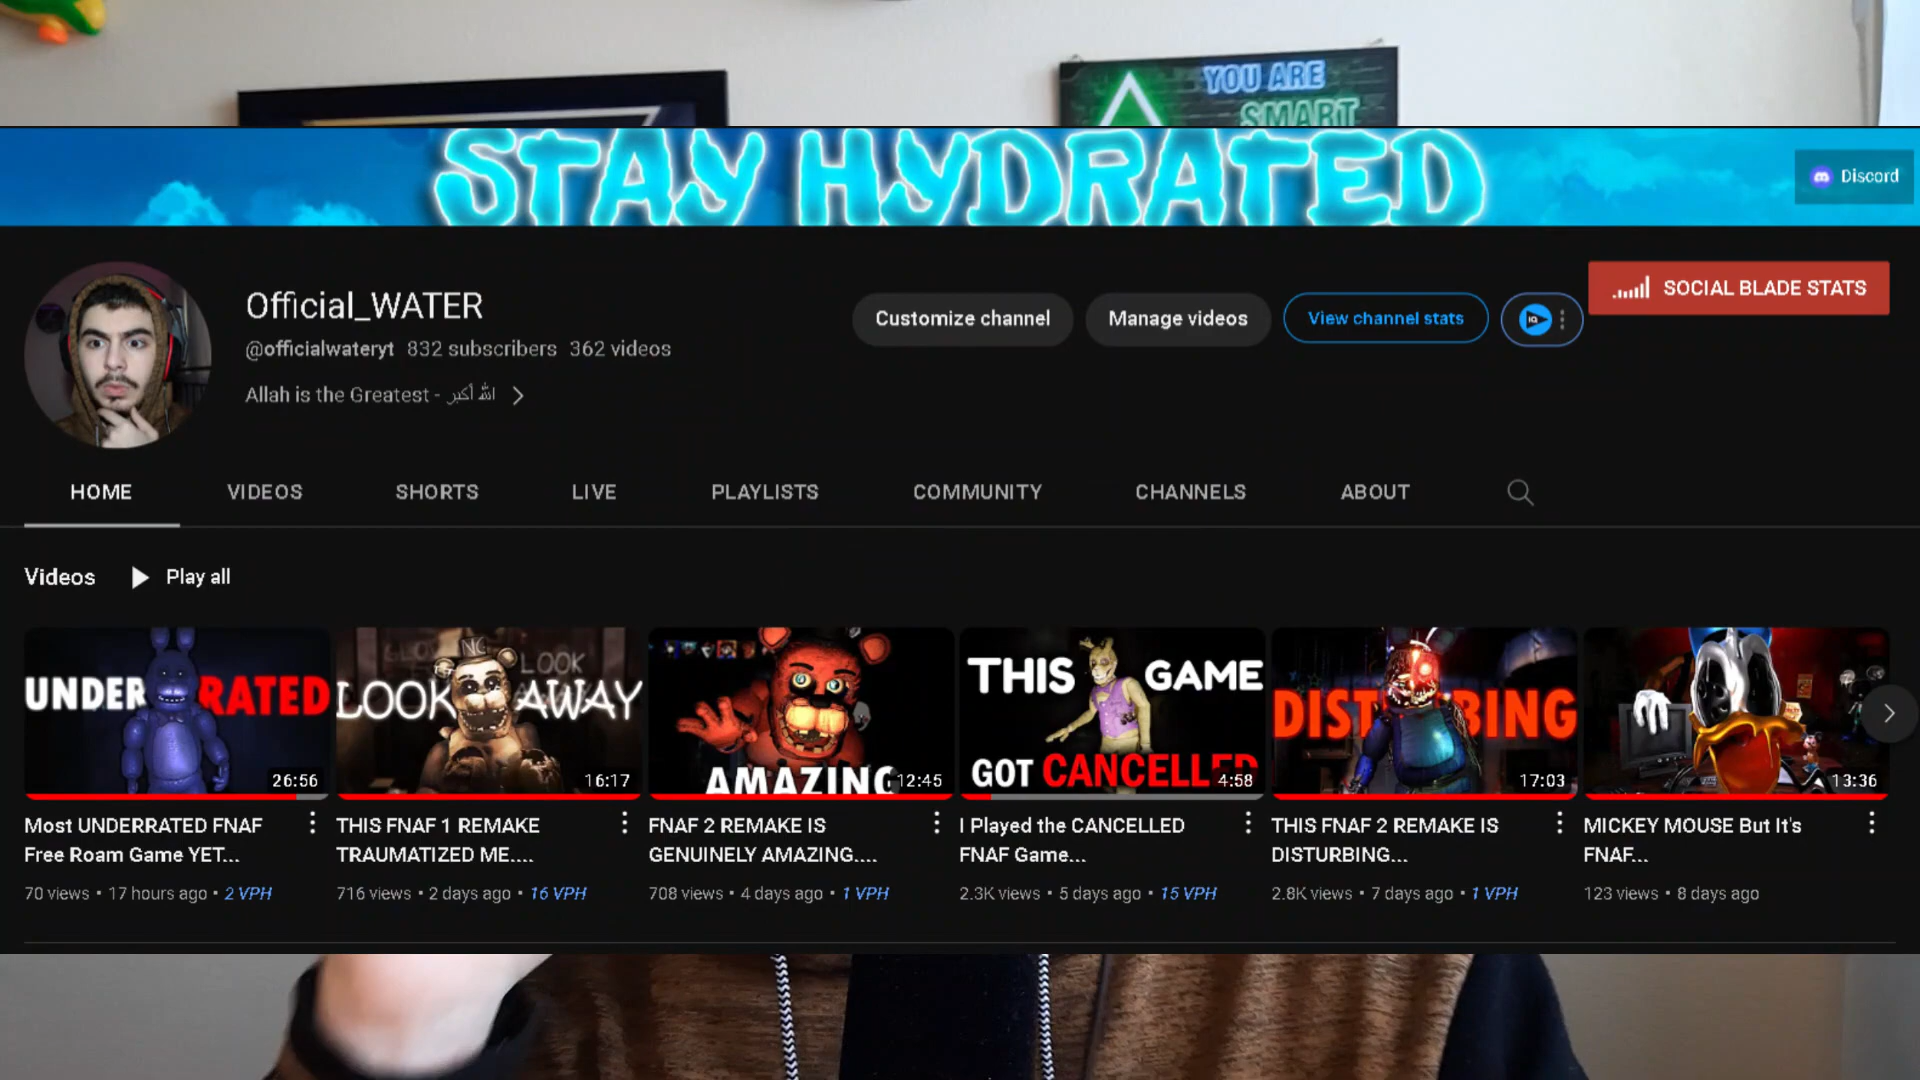 YOU ARE
SMART
STAY HYDRATED
Discord
Official_WATER
@officialwateryt 832 subscribers 362 videos
Allah is the Greatest - الله أكبر
Customize channel
Manage videos
View channel stats
IQ
SOCIAL BLADE STATS
HOME
VIDEOS
SHORTS
LIVE
PLAYLISTS
COMMUNITY
CHANNELS
ABOUT
Videos
Play all
UNDERRATED
26:56
LOOK
LOOK AWAY
16:17
AMAZING
12:45
THIS GAME
GOT CANCELLED
4:58
DISTURBING
17:03
13:36
Most UNDERRATED FNAF
Free Roam Game YET...
70 views • 17 hours ago • 2 VPH
THIS FNAF 1 REMAKE
TRAUMATIZED ME....
716 views • 2 days ago • 16 VPH
FNAF 2 REMAKE IS
GENUINELY AMAZING....
708 views • 4 days ago • 1 VPH
I Played the CANCELLED
FNAF Game...
2.3K views • 5 days ago • 15 VPH
THIS FNAF 2 REMAKE IS
DISTURBING...
2.8K views • 7 days ago • 1 VPH
MICKEY MOUSE But It's
FNAF...
123 views • 8 days ago